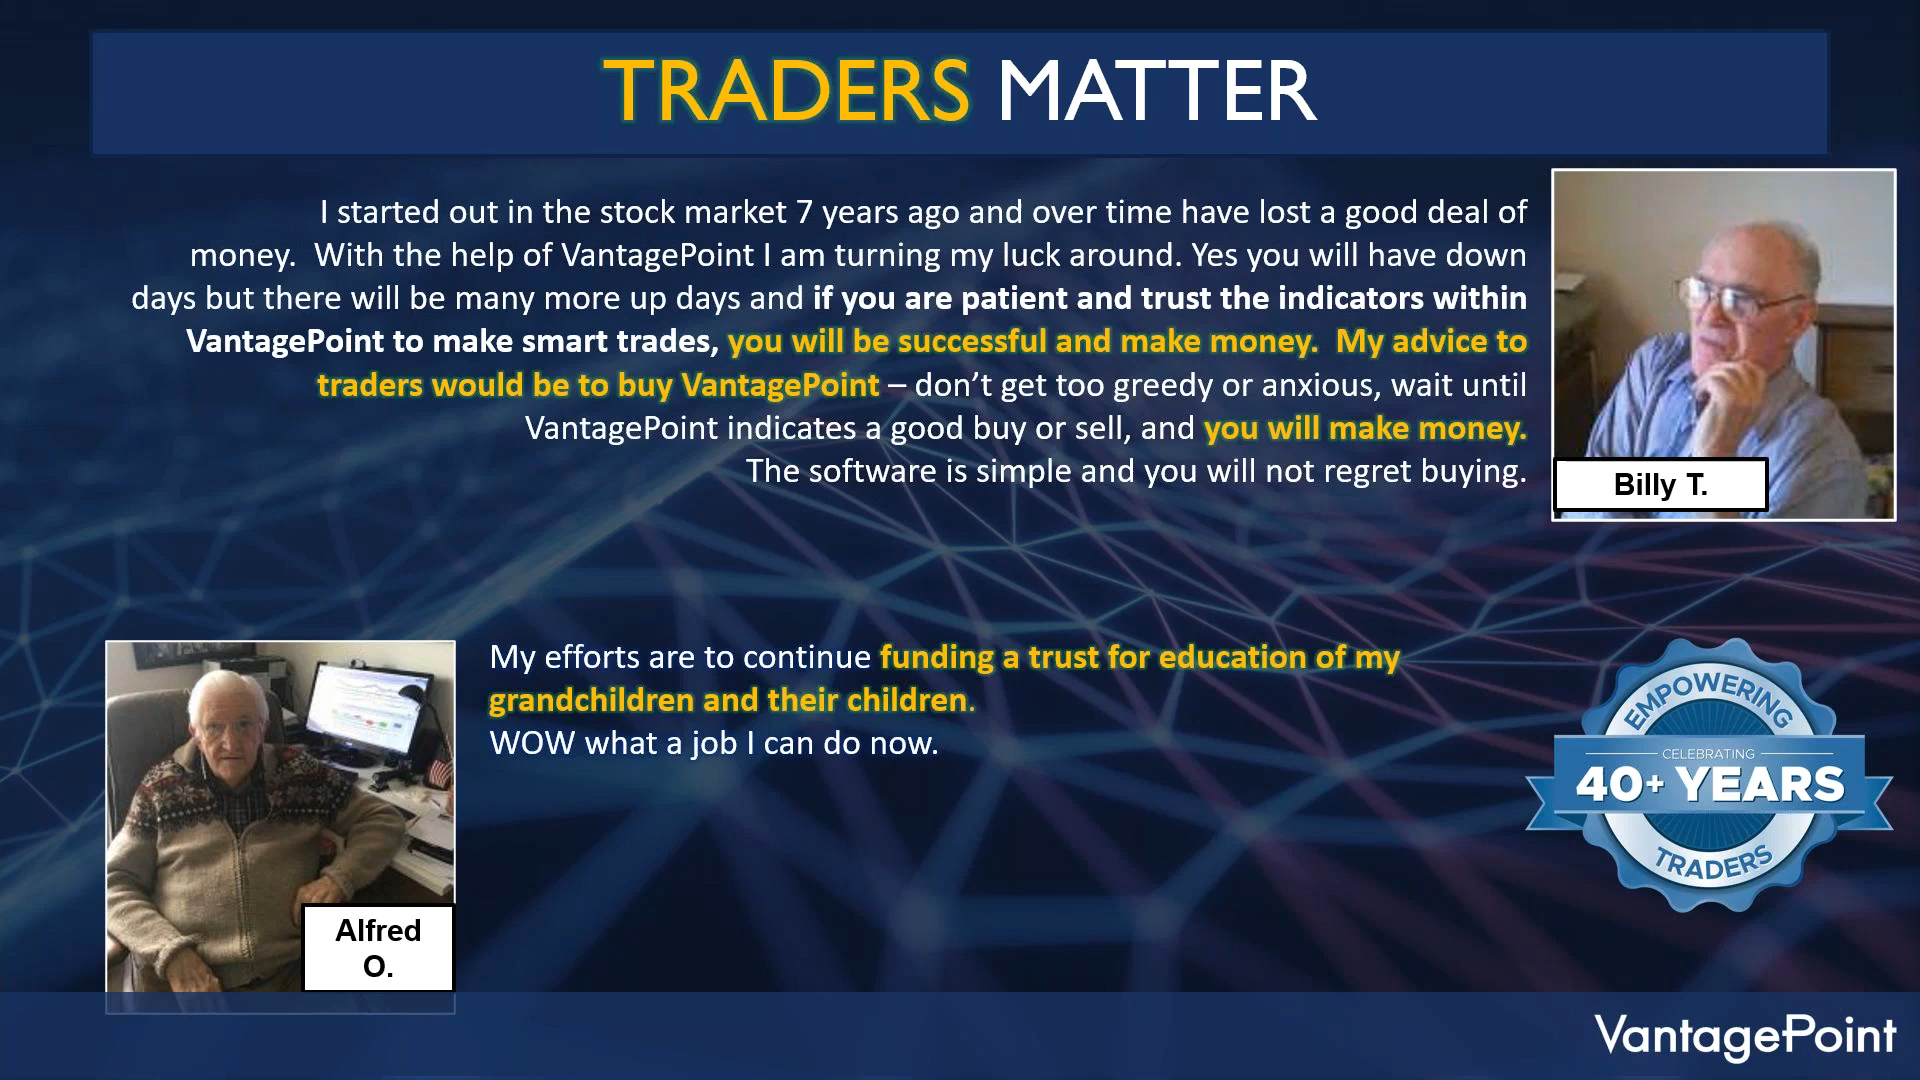 TRADERS MATTER
I started out in the stock market 7 years ago and over time have lost a good deal of
money.  With the help of VantagePoint I am turning my luck around. Yes you will have down
days but there will be many more up days and if you are patient and trust the indicators within
VantagePoint to make smart trades, you will be successful and make money.  My advice to
traders would be to buy VantagePoint – don’t get too greedy or anxious, wait until
VantagePoint indicates a good buy or sell, and you will make money.
The software is simple and you will not regret buying.
Billy T.
My efforts are to continue funding a trust for education of my
grandchildren and their children.
WOW what a job I can do now.
Alfred
O.
EMPOWERING
CELEBRATING
40+ YEARS
TRADERS
VantagePoint